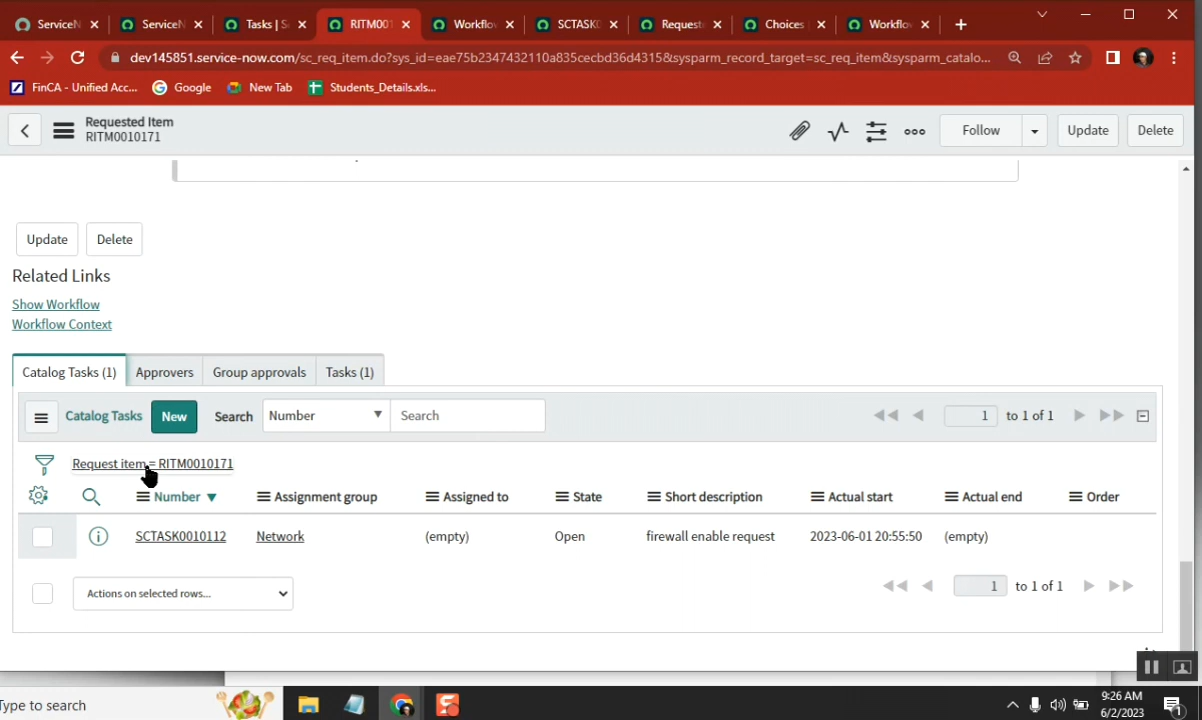 ServiceN
ServiceN
Tasks | S
RITM001
Workflo
SCTASK
Request
Choices
Workflo
dev145851.service-now.com/sc_req_item.do?sys_id=eae75b2347432110a835cecbd36d4315&sysparm_record_target=sc_req_item&sysparm_catalo...
FinCA - Unified Acc...
Google
New Tab
Students_Details.xls...
Requested Item
RITM0010171
Follow
Update
Delete
Update
Delete
Related Links
Show Workflow
Workflow Context
Catalog Tasks (1)
Approvers
Group approvals
Tasks (1)
Catalog Tasks
New
Search
Number
Search
1
to 1 of 1
Request item = RITM0010171
Number
Assignment group
Assigned to
State
Short description
Actual start
Actual end
Order
SCTASK0010112
Network
(empty)
Open
firewall enable request
2023-06-01 20:55:50
(empty)
Actions on selected rows...
1
to 1 of 1
Type to search
9:26 AM
6/2/2023
1